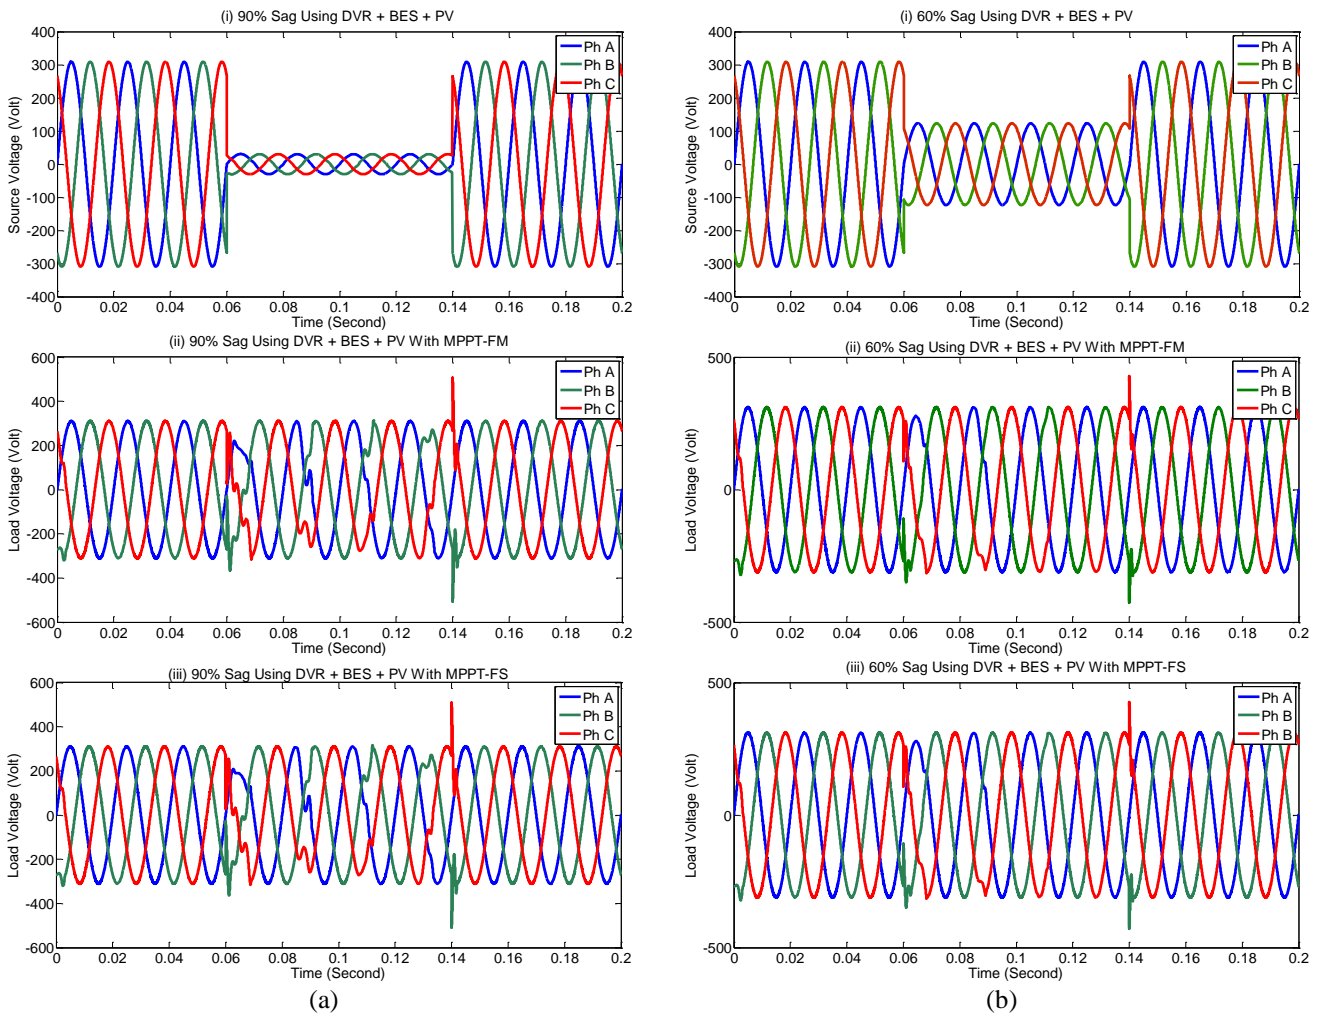 (i) 90% Sag Using DVR + BES + PV
400
300
200
100
0
-100
-200
-300
-400
Source Voltage (Volt)
Ph A
Ph B
Ph C
0 0.02 0.04 0.06 0.08 0.1 0.12 0.14 0.16 0.18 0.2
Time (Second)
(ii) 90% Sag Using DVR + BES + PV With MPPT-FM
600
400
200
0
-200
-400
-600
Load Voltage (Volt)
Ph A
Ph B
Ph C
0 0.02 0.04 0.06 0.08 0.1 0.12 0.14 0.16 0.18 0.2
Time (Second)
(iii) 90% Sag Using DVR + BES + PV With MPPT-FS
600
400
200
0
-200
-400
-600
Load Voltage (Volt)
Ph A
Ph B
Ph C
0 0.02 0.04 0.06 0.08 0.1 0.12 0.14 0.16 0.18 0.2
Time (Second)
(a)
(i) 60% Sag Using DVR + BES + PV
400
300
200
100
0
-100
-200
-300
-400
Source Voltage (Volt)
Ph A
Ph B
Ph C
0 0.02 0.04 0.06 0.08 0.1 0.12 0.14 0.16 0.18 0.2
Time (Second)
(ii) 60% Sag Using DVR + BES + PV With MPPT-FM
500
0
-500
Load Voltage (Volt)
Ph A
Ph B
Ph C
0 0.02 0.04 0.06 0.08 0.1 0.12 0.14 0.16 0.18 0.2
Time (Second)
(iii) 60% Sag Using DVR + BES + PV With MPPT-FS
500
0
-500
Load Voltage (Volt)
Ph A
Ph B
Ph B
0 0.02 0.04 0.06 0.08 0.1 0.12 0.14 0.16 0.18 0.2
Time (Second)
(b)